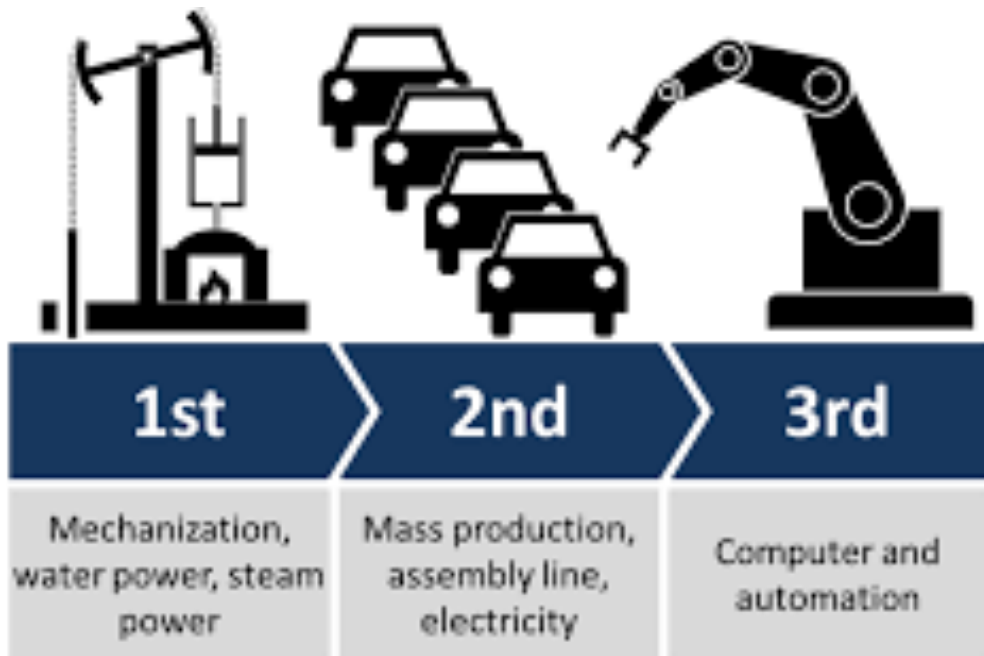 1st
2nd
3rd
Mechanization,
water power, steam
power
Mass production,
assembly line,
electricity
Computer and
automation